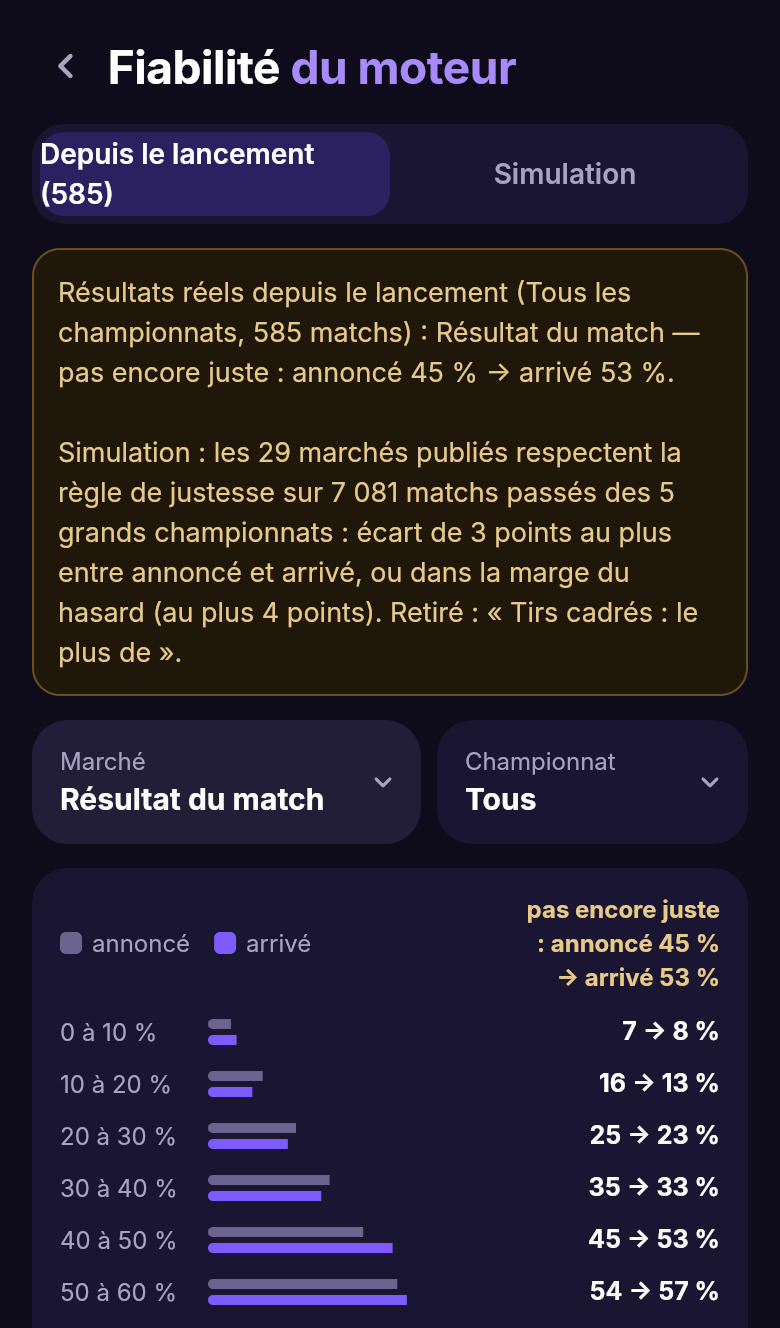 Fiabilité du moteur
Depuis le lancement
(585)
Simulation
Résultats réels depuis le lancement (Tous les
championnats, 585 matchs) : Résultat du match —
pas encore juste : annoncé 45 % → arrivé 53 %.
Simulation : les 29 marchés publiés respectent la
règle de justesse sur 7 081 matchs passés des 5
grands championnats : écart de 3 points au plus
entre annoncé et arrivé, ou dans la marge du
hasard (au plus 4 points). Retiré : « Tirs cadrés : le
plus de ».
Marché
Résultat du match
Championnat
Tous
annoncé
arrivé
pas encore juste
: annoncé 45 %
→ arrivé 53 %
0 à 10 % 7 → 8 %
10 à 20 % 16 → 13 %
20 à 30 % 25 → 23 %
30 à 40 % 35 → 33 %
40 à 50 % 45 → 53 %
50 à 60 % 54 → 57 %